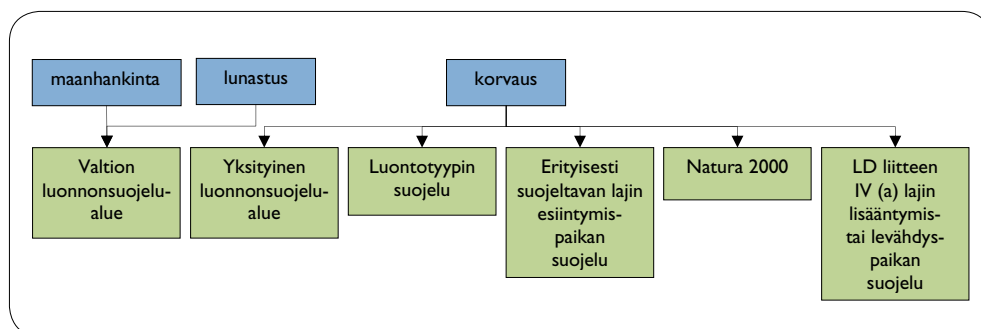 maanhankinta
lunastus
korvaus
Valtion
luonnonsuojelu-
alue
Yksityinen
luonnonsuojelu-
alue
Luontotyypin
suojelu
Erityisesti
suojeltavan lajin
esiintymis-
paikan
suojelu
Natura 2000
LD liitteen
IV (a) lajin
lisääntymis-
tai levähdys-
paikan
suojelu